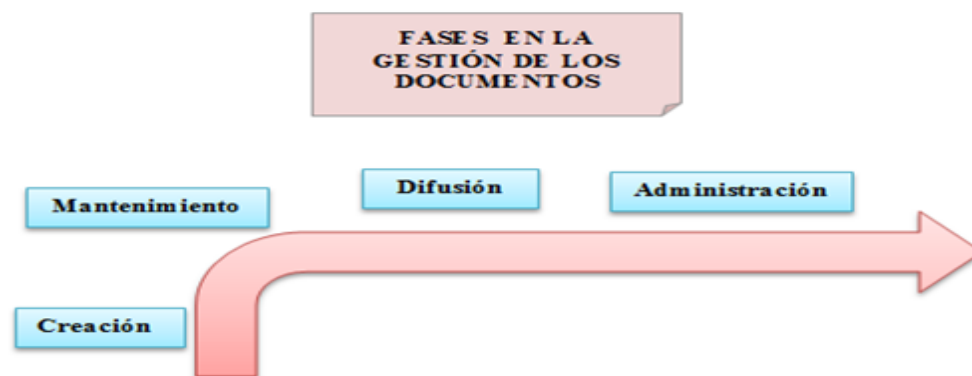 FASES EN LA
GESTIÓN DE LOS
DOCUMENTOS
Mantenimiento
Difusión
Administración
Creación